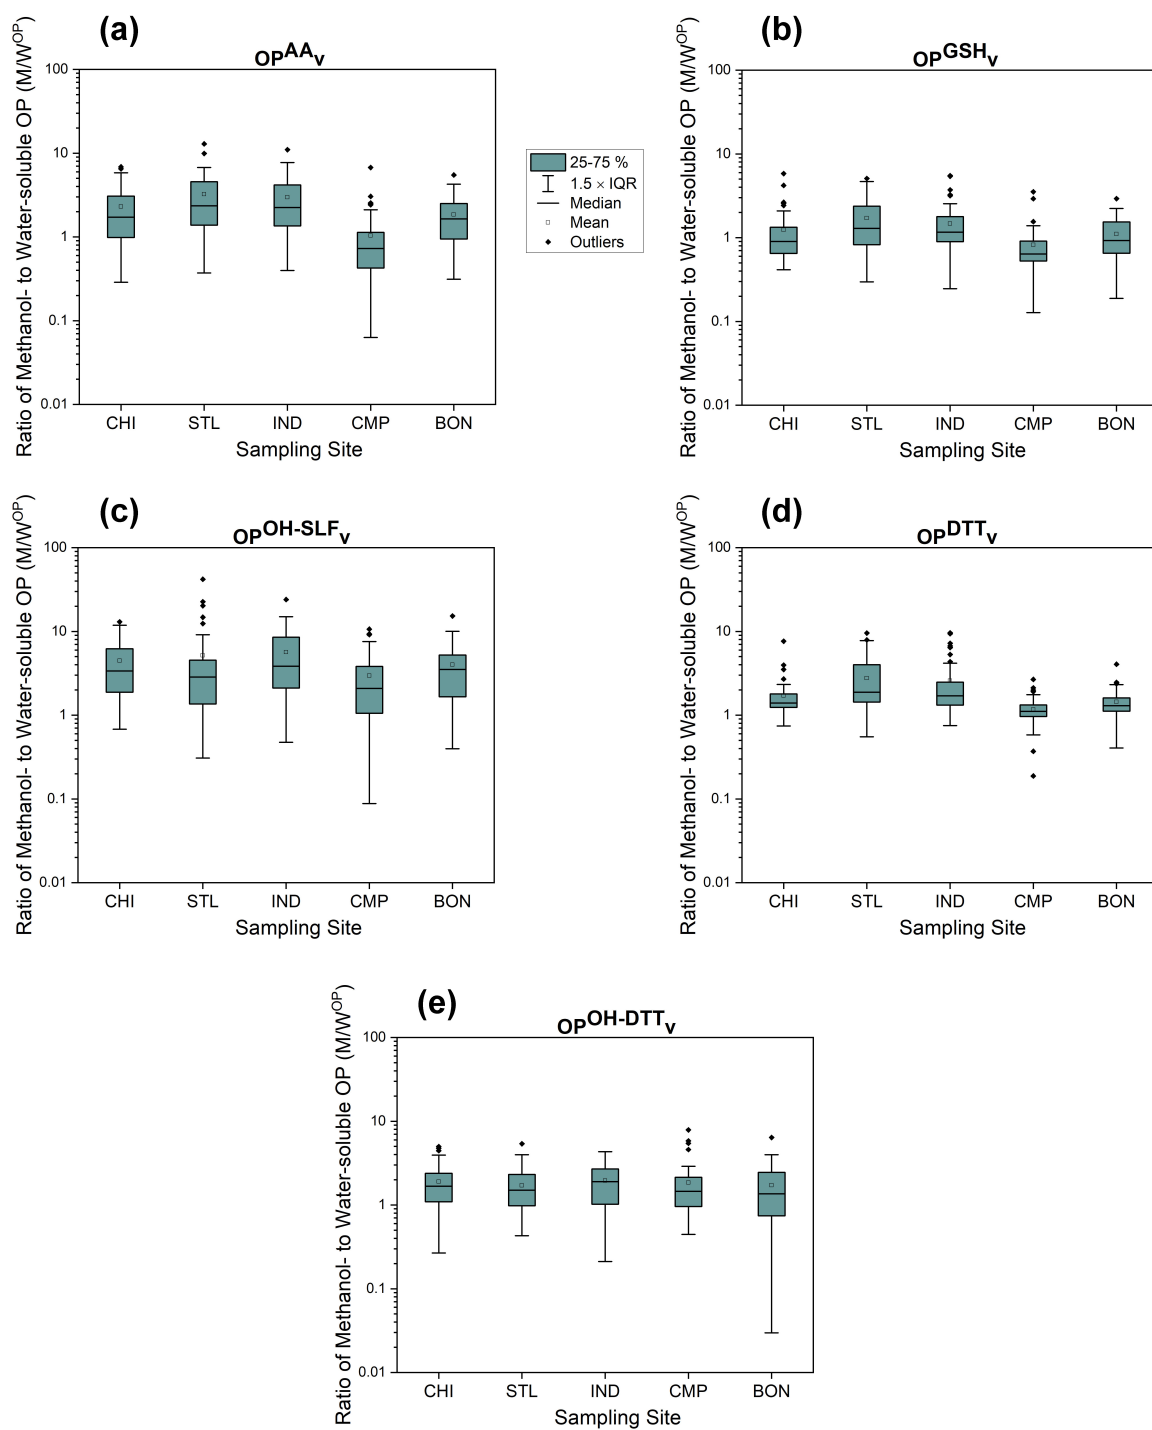 (a)
OP^AA_v
Ratio of Methanol- to Water-soluble OP (M/W^OP)
100
10
1
0.1
0.01
CHI STL IND CMP BON
Sampling Site
25-75 %
1.5 × IQR
Median
Mean
Outliers
(b)
OP^GSH_v
Ratio of Methanol- to Water-soluble OP (M/W^OP)
100
10
1
0.1
0.01
CHI STL IND CMP BON
Sampling Site
(c)
OP^OH-SLF_v
Ratio of Methanol- to Water-soluble OP (M/W^OP)
100
10
1
0.1
0.01
CHI STL IND CMP BON
Sampling Site
(d)
OP^DTT_v
Ratio of Methanol- to Water-soluble OP (M/W^OP)
100
10
1
0.1
0.01
CHI STL IND CMP BON
Sampling Site
(e)
OP^OH-DTT_v
Ratio of Methanol- to Water-soluble OP (M/W^OP)
100
10
1
0.1
0.01
CHI STL IND CMP BON
Sampling Site